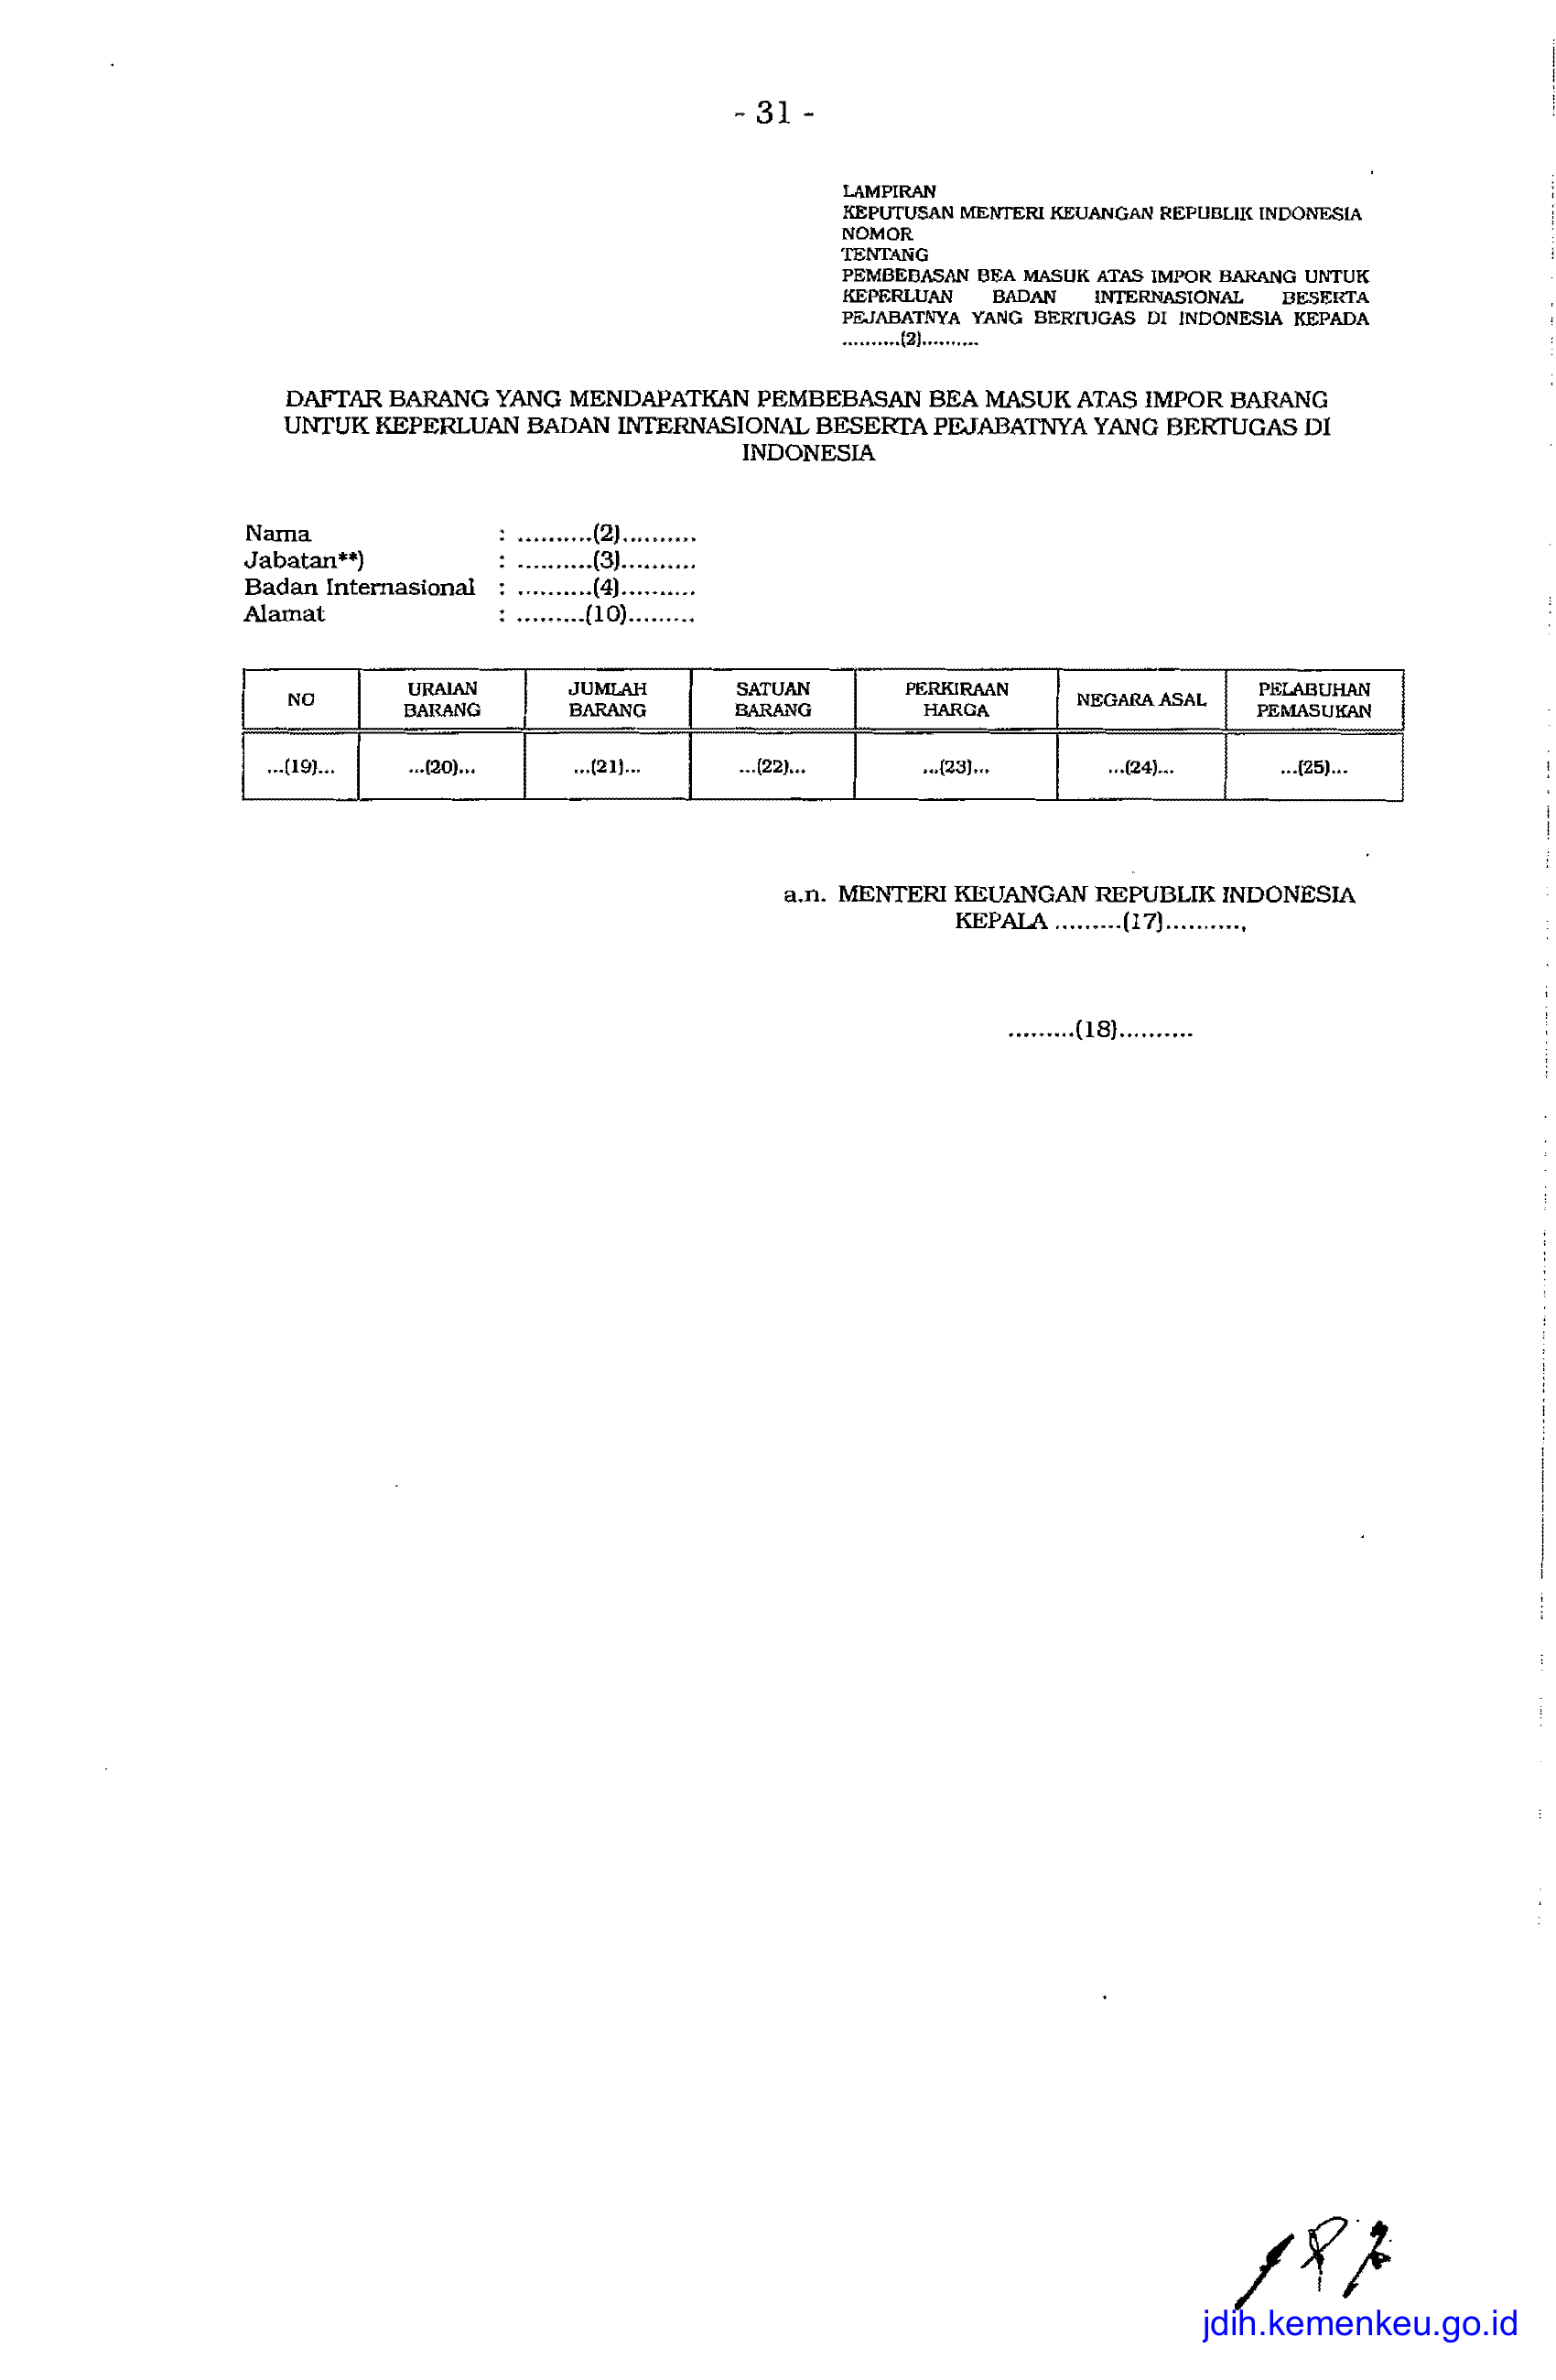 - 31 -
LAMPIRAN
KEPUTUSAN MENTERI KEUANGAN REPUBLIK INDONESIA
NOMOR
TENTANG
PEMBEBASAN BEA MASUK ATAS IMPOR BARANG UNTUK
KEPERLUAN BADAN INTERNASIONAL BESERTA
PEJABATNYA YANG BERTUGAS DI INDONESIA KEPADA
..........(2)..........
DAFTAR BARANG YANG MENDAPATKAN PEMBEBASAN BEA MASUK ATAS IMPOR BARANG
UNTUK KEPERLUAN BADAN INTERNASIONAL BESERTA PEJABATNYA YANG BERTUGAS DI
INDONESIA
Nama : ..........(2)..........
Jabatan**) : ..........(3)..........
Badan Internasional : ..........(4)..........
Alamat : .........(10).........
NO URAIAN BARANG JUMLAH BARANG SATUAN BARANG PERKIRAAN HARGA NEGARA ASAL PELABUHAN PEMASUKAN
...(19)... ...(20)... ...(21)... ...(22)... ...(23)... ...(24)... ...(25)...
a.n. MENTERI KEUANGAN REPUBLIK INDONESIA
KEPALA .........(17)..........,
.........(18)..........
jdih.kemenkeu.go.id